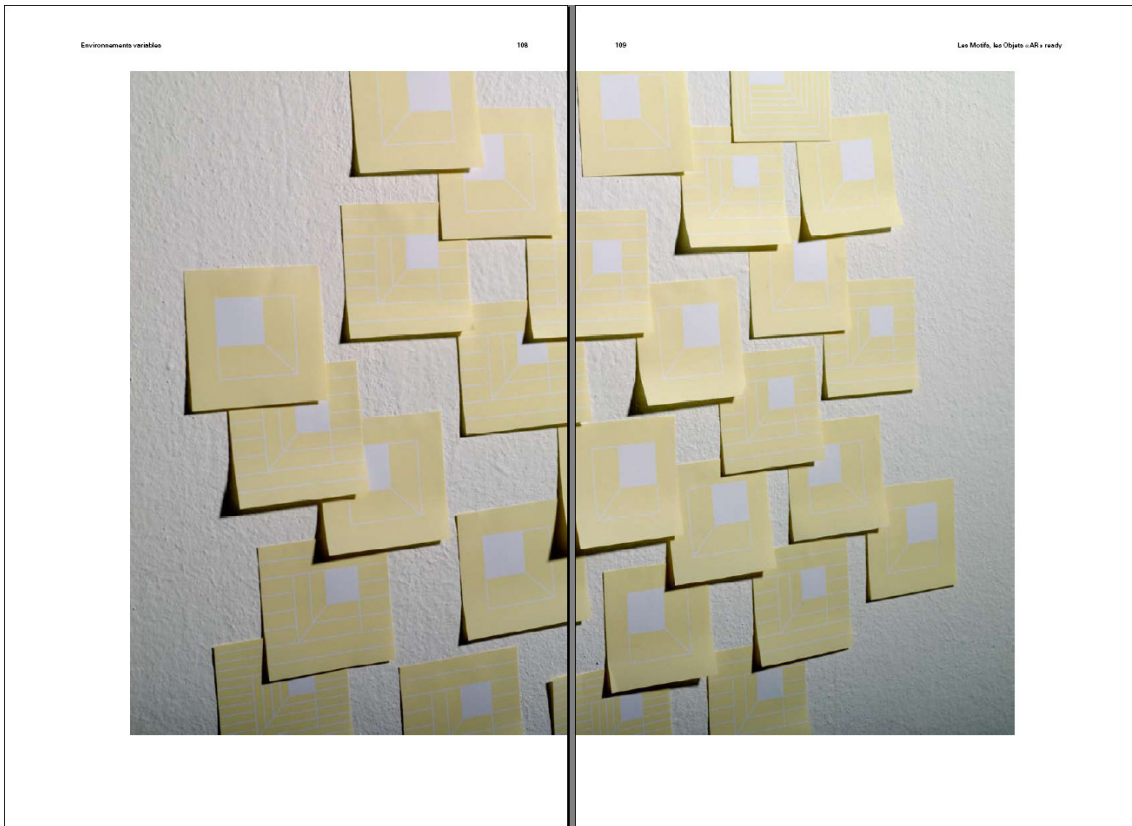 Environnements variables
108
109
Les Motifs, les Objets «AR» ready